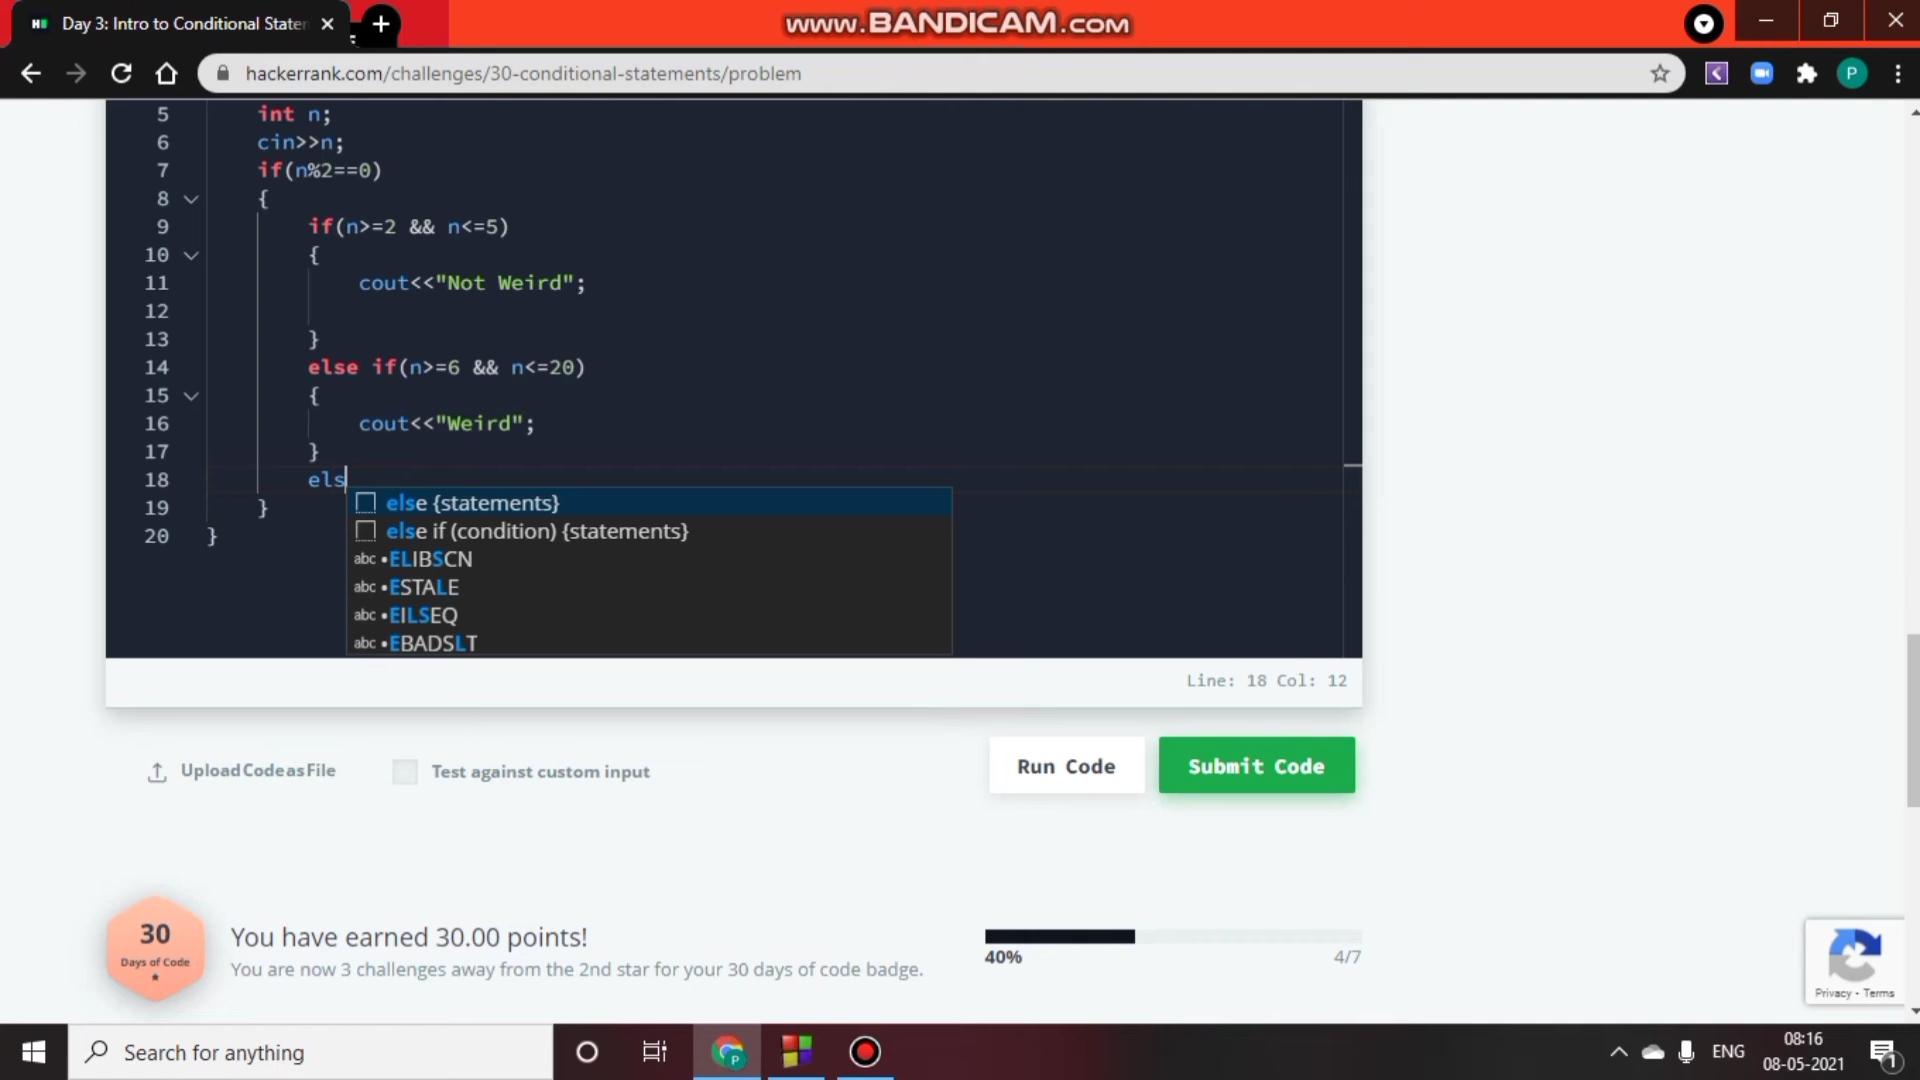 Day 3: Intro to Conditional State
www.BANDICAM.com
hackerrank.com/challenges/30-conditional-statements/problem
P
5 int n;
6 cin>>n;
7 if(n%2==0)
8 {
9 if(n>=2 && n<=5)
10 {
11 cout<<"Not Weird";
12
13 }
14 else if(n>=6 && n<=20)
15 {
16 cout<<"Weird";
17 }
18 els
19 }
20 }
else {statements}
else if (condition) {statements}
abc •ELIBSCN
abc •ESTALE
abc •EILSEQ
abc •EBADSLT
Line: 18 Col: 12
Upload Code as File
Test against custom input
Run Code
Submit Code
30
Days of Code
You have earned 30.00 points!
You are now 3 challenges away from the 2nd star for your 30 days of code badge.
40%
4/7
Privacy - Terms
Search for anything
P
ENG
08:16
08-05-2021
1